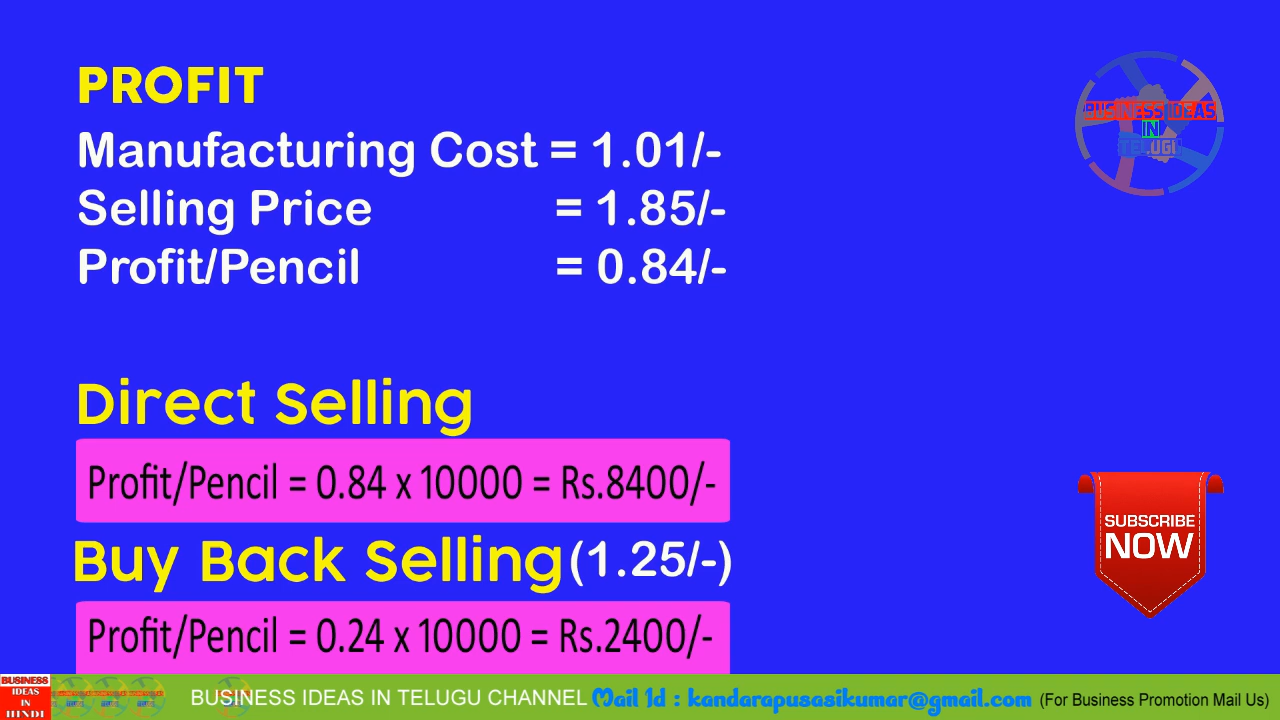 PROFIT
Manufacturing Cost = 1.01/-
Selling Price = 1.85/-
Profit/Pencil = 0.84/-
BUSINESS IDEAS
IN
TELUGU
Direct Selling
Profit/Pencil = 0.84 x 10000 = Rs.8400/-
Buy Back Selling(1.25/-)
Profit/Pencil = 0.24 x 10000 = Rs.2400/-
SUBSCRIBE
NOW
BUSINESS
IDEAS
IN
HINDI
BUSINESS IDEAS IN TELUGU CHANNEL Mail Id : kandarapusasikumar@gmail.com (For Business Promotion Mail Us)